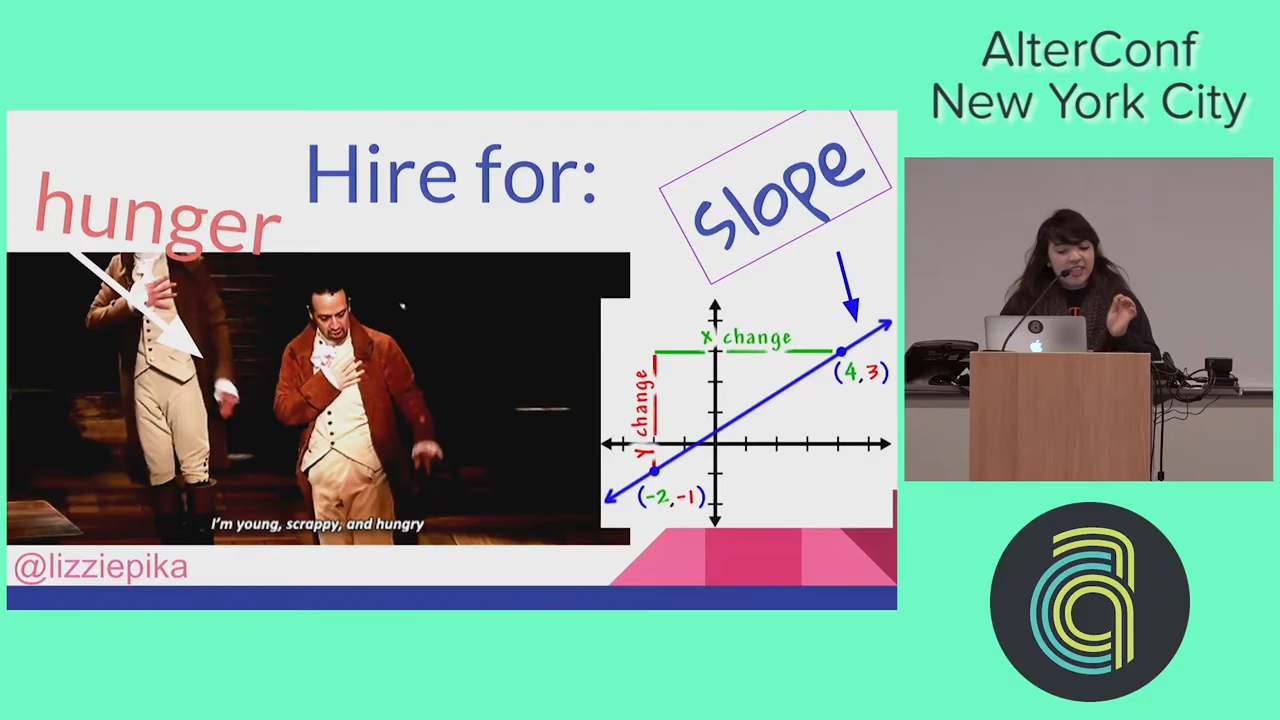 AlterConf
New York City
Hire for:
hunger
Slope
X change
Y change
(4,3)
(-2,-1)
I'm young, scrappy, and hungry
@lizziepika